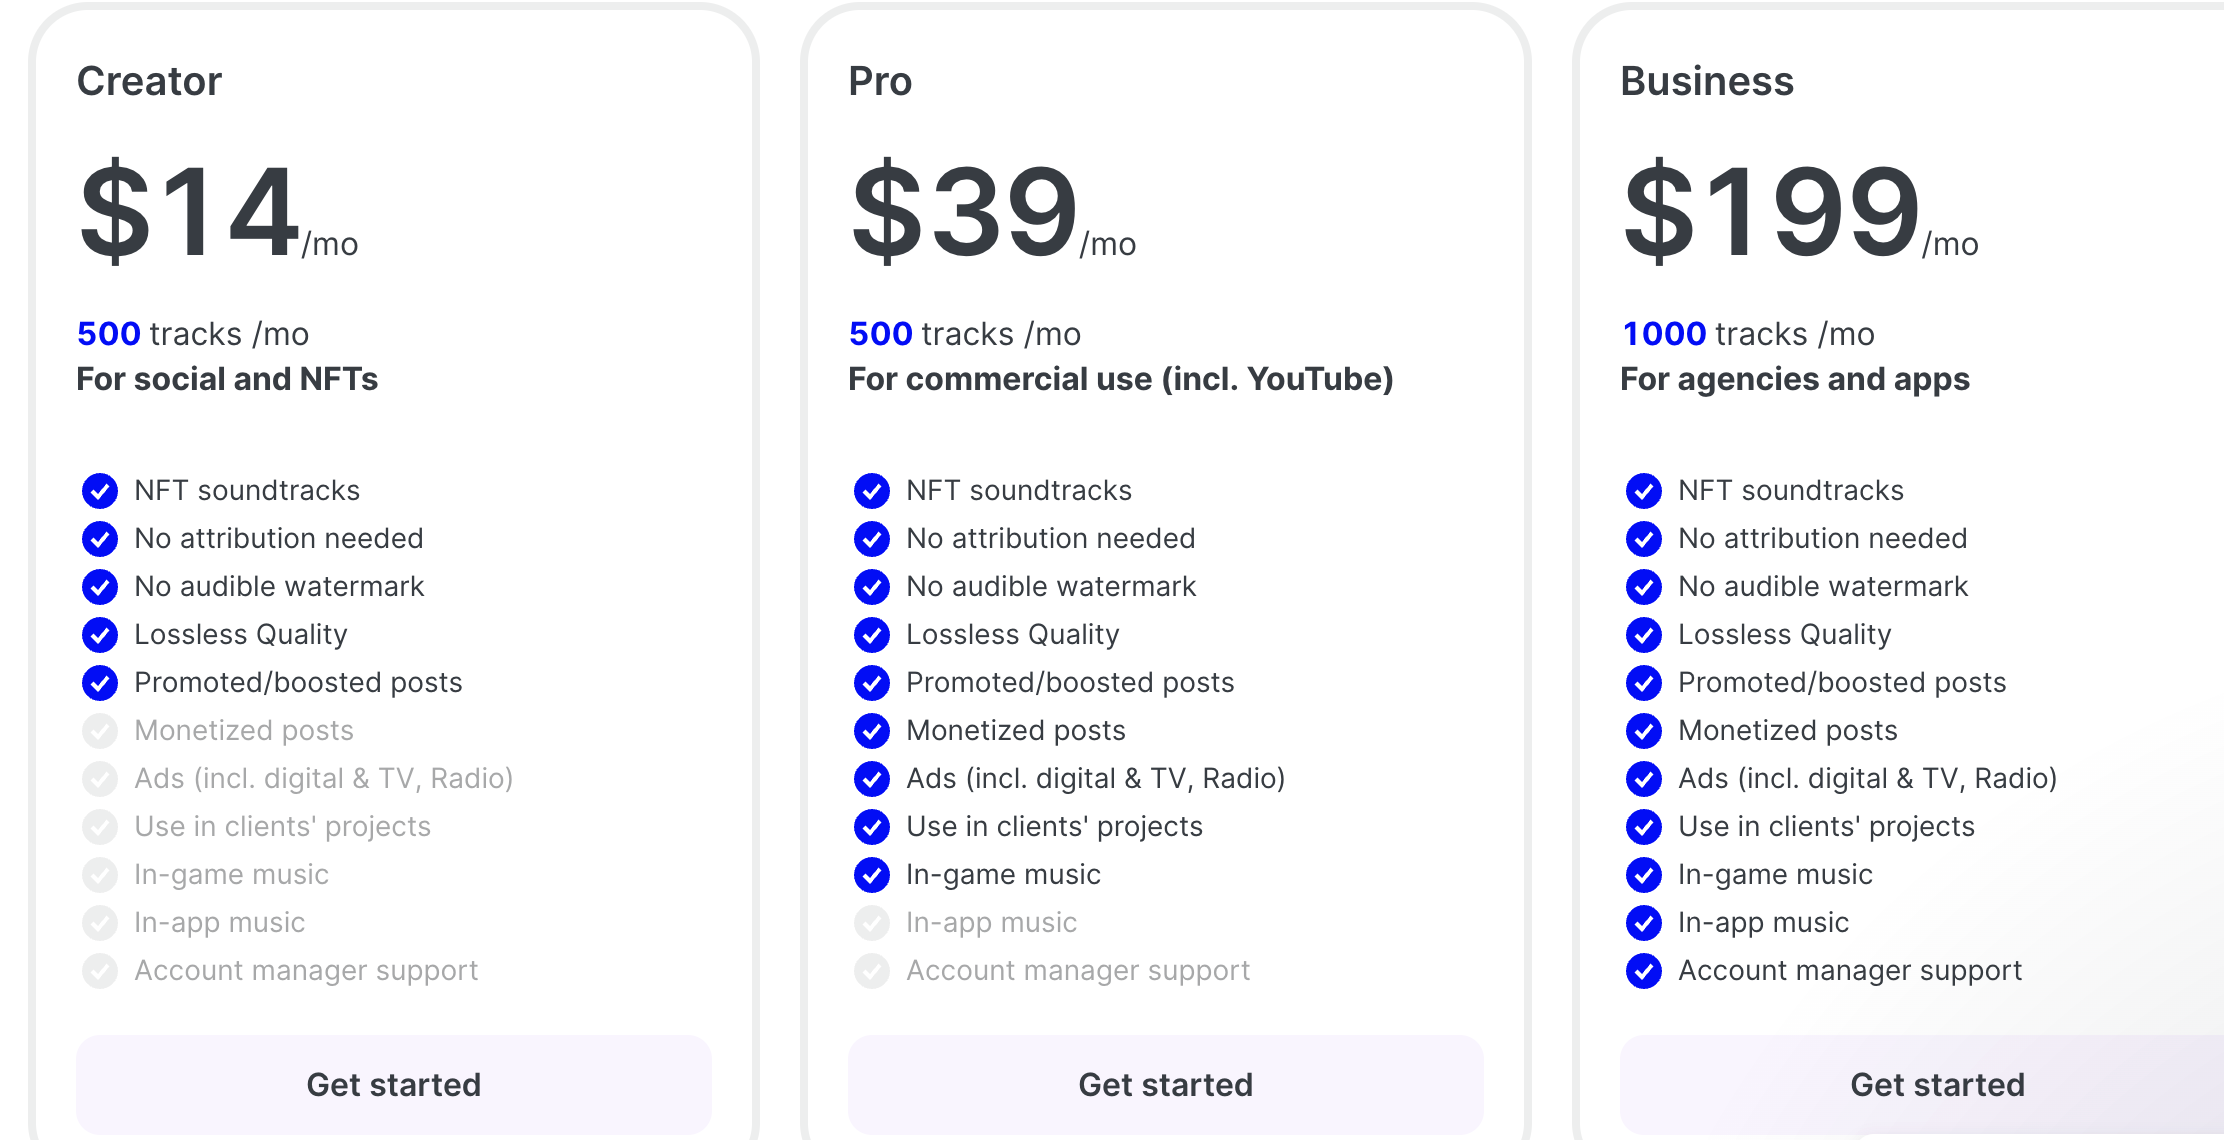 Creator
$14/mo
500 tracks /mo
For social and NFTs
NFT soundtracks
No attribution needed
No audible watermark
Lossless Quality
Promoted/boosted posts
Monetized posts
Ads (incl. digital & TV, Radio)
Use in clients' projects
In-game music
In-app music
Account manager support
Get started
Pro
$39/mo
500 tracks /mo
For commercial use (incl. YouTube)
NFT soundtracks
No attribution needed
No audible watermark
Lossless Quality
Promoted/boosted posts
Monetized posts
Ads (incl. digital & TV, Radio)
Use in clients' projects
In-game music
In-app music
Account manager support
Get started
Business
$199/mo
1000 tracks /mo
For agencies and apps
NFT soundtracks
No attribution needed
No audible watermark
Lossless Quality
Promoted/boosted posts
Monetized posts
Ads (incl. digital & TV, Radio)
Use in clients' projects
In-game music
In-app music
Account manager support
Get started